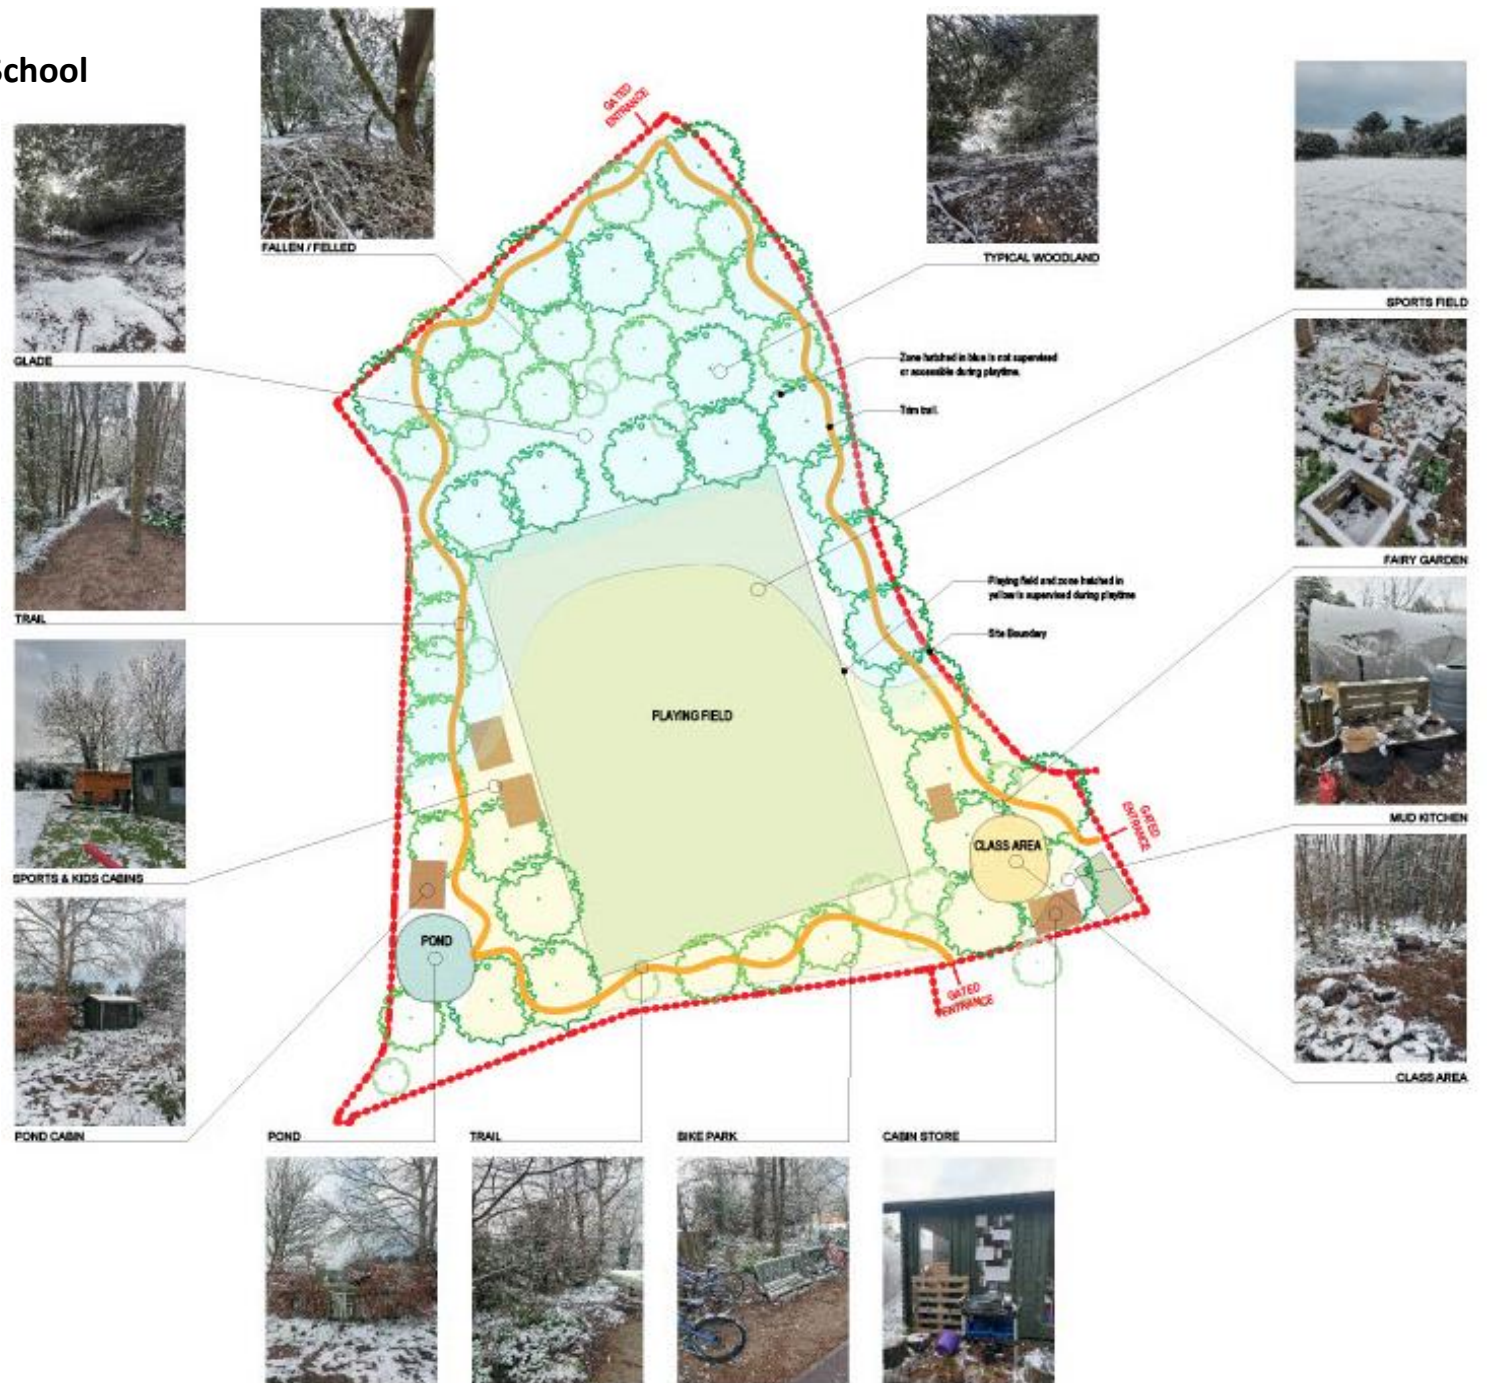 School
GATED
ENTRANCE
FALLEN / FELLED
TYPICAL WOODLAND
SPORTS FIELD
GLADE
Zone hatched in blue is not supervised
or accessible during playtime.
Trim trail.
FAIRY GARDEN
Playing field and zone hatched in
yellow is supervised during playtime
TRAIL
Site Boundary
PLAYING FIELD
GATED
ENTRANCE
MUD KITCHEN
CLASS AREA
SPORTS & KIDS CABINS
POND
GATED
ENTRANCE
CLASS AREA
POND CABIN
POND
TRAIL
BIKE PARK
CABIN STORE